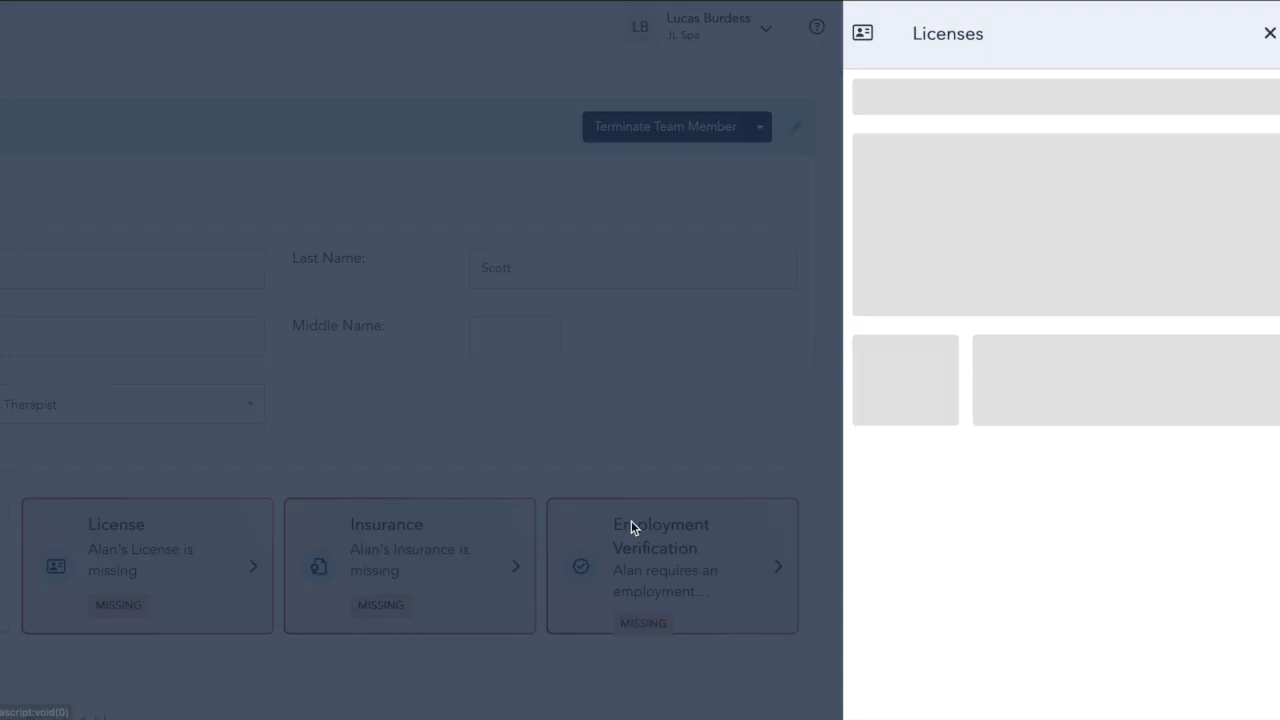 LB
Lucas Burdess
JL Spa
Licenses
Terminate Team Member
Last Name:
Scott
Middle Name:
Therapist
License
Alan's License is
missing
MISSING
Insurance
Alan's Insurance is
missing
MISSING
Employment
Verification
Alan requires an
employment...
MISSING
ascript:void(0)